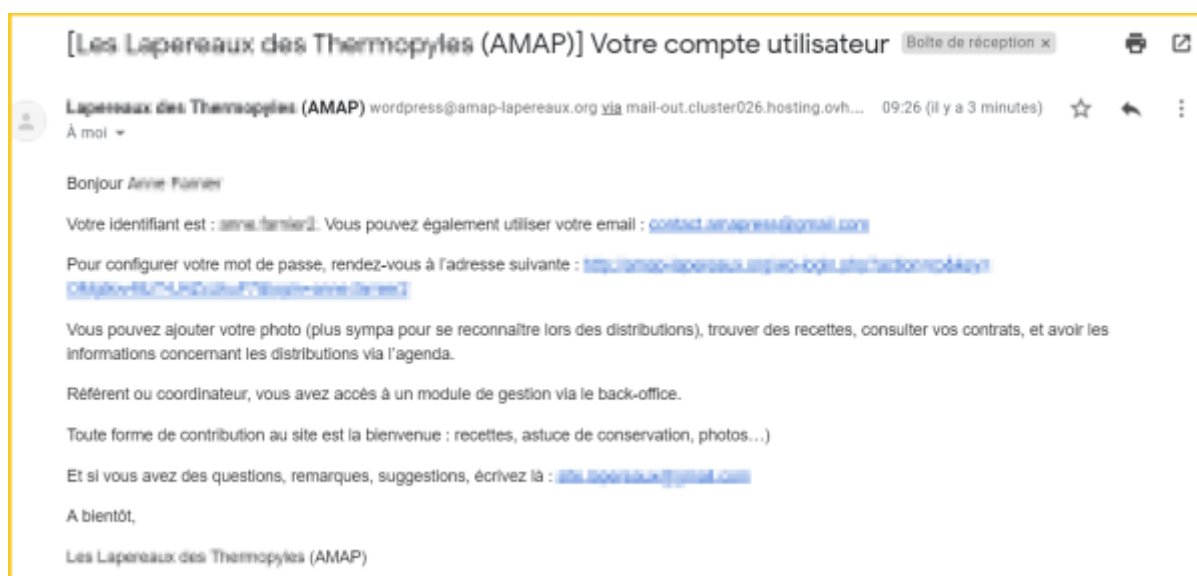 [Les Lapereaux des Thermopyles (AMAP)] Votre compte utilisateur Boîte de réception x
Lapereaux des Thermopyles (AMAP) wordpress@amap-lapereaux.org via mail-out.cluster026.hosting.ovh... 09:26 (il y a 3 minutes)
À moi
Bonjour
Votre identifiant est : Vous pouvez également utiliser votre email :
Pour configurer votre mot de passe, rendez-vous à l'adresse suivante :
Vous pouvez ajouter votre photo (plus sympa pour se reconnaître lors des distributions), trouver des recettes, consulter vos contrats, et avoir les
informations concernant les distributions via l'agenda.
Référent ou coordinateur, vous avez accès à un module de gestion via le back-office.
Toute forme de contribution au site est la bienvenue : recettes, astuce de conservation, photos…)
Et si vous avez des questions, remarques, suggestions, écrivez là :
A bientôt,
Les Lapereaux des Thermopyles (AMAP)